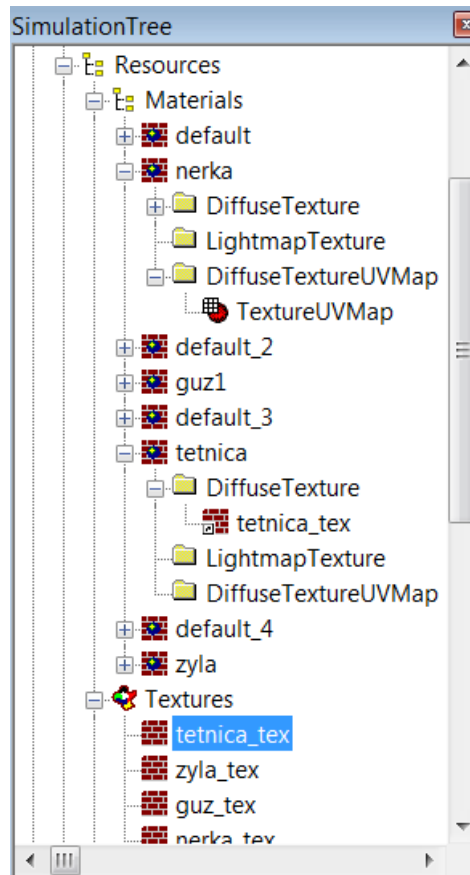 SimulationTree
Resources
Materials
default
nerka
DiffuseTexture
LightmapTexture
DiffuseTextureUVMap
TextureUVMap
default_2
guz1
default_3
tetnica
DiffuseTexture
tetnica_tex
LightmapTexture
DiffuseTextureUVMap
default_4
zyla
Textures
tetnica_tex
zyla_tex
guz_tex
nerka_tex